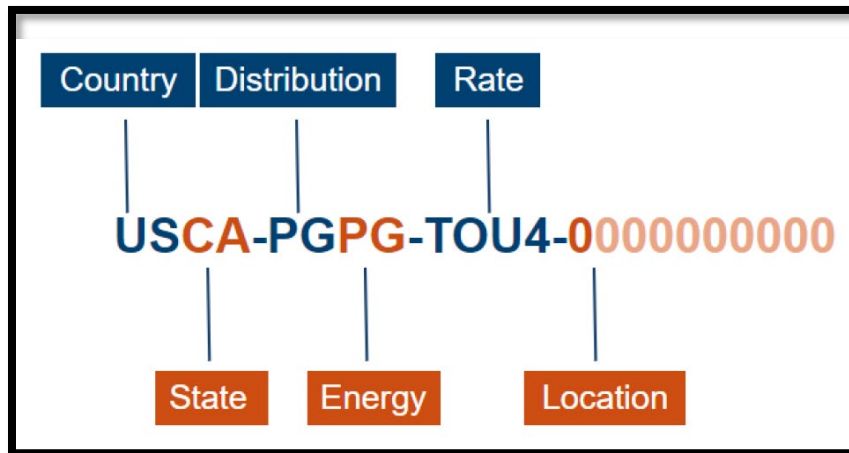 Country Distribution Rate
USCA-PGPG-TOU4-0000000000
State Energy Location